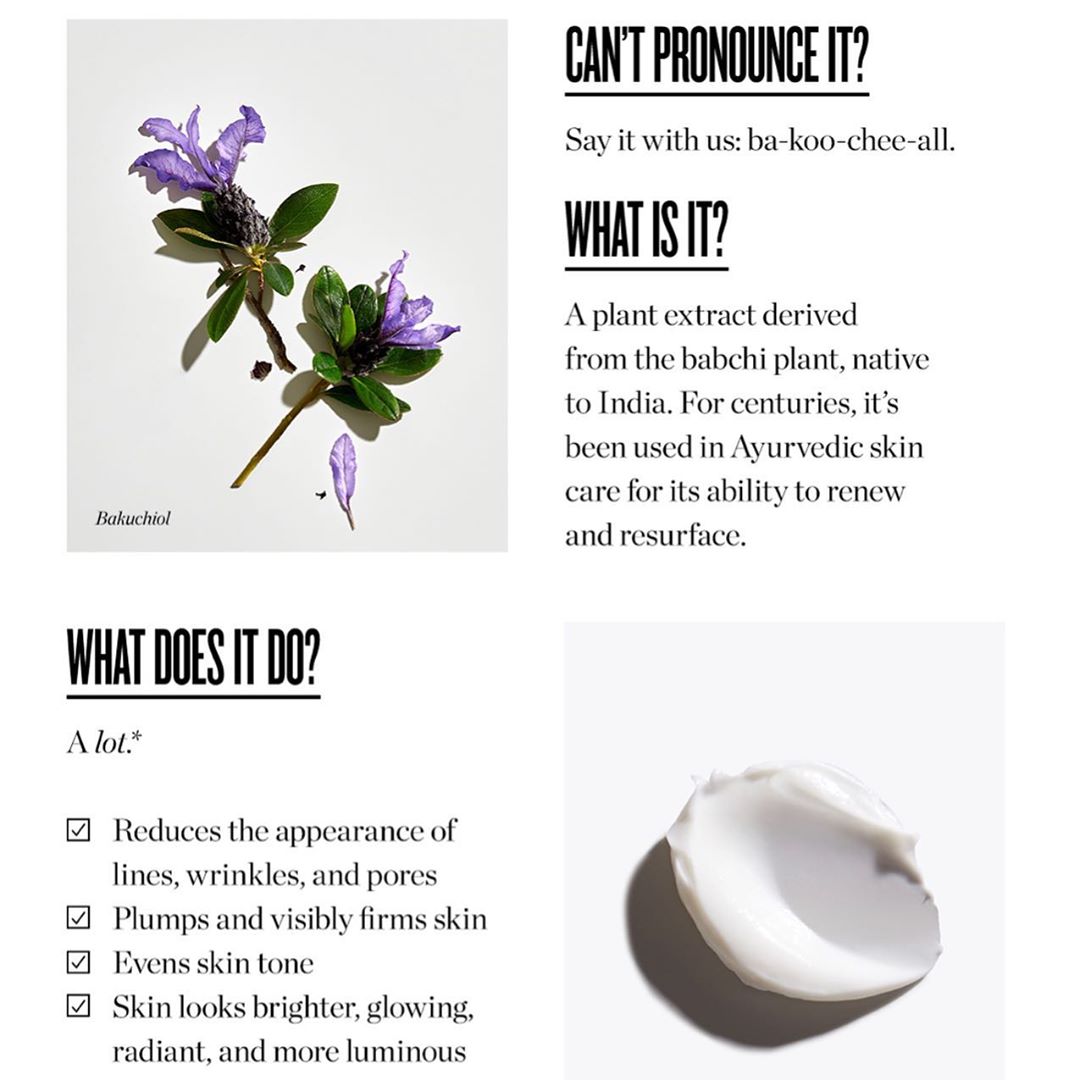 Bakuchiol
CAN'T PRONOUNCE IT?
Say it with us: ba-koo-chee-all.
WHAT IS IT?
A plant extract derived
from the babchi plant, native
to India. For centuries, it's
been used in Ayurvedic skin
care for its ability to renew
and resurface.
WHAT DOES IT DO?
A lot.*
☑ Reduces the appearance of
lines, wrinkles, and pores
☑ Plumps and visibly firms skin
☑ Evens skin tone
☑ Skin looks brighter, glowing,
radiant, and more luminous